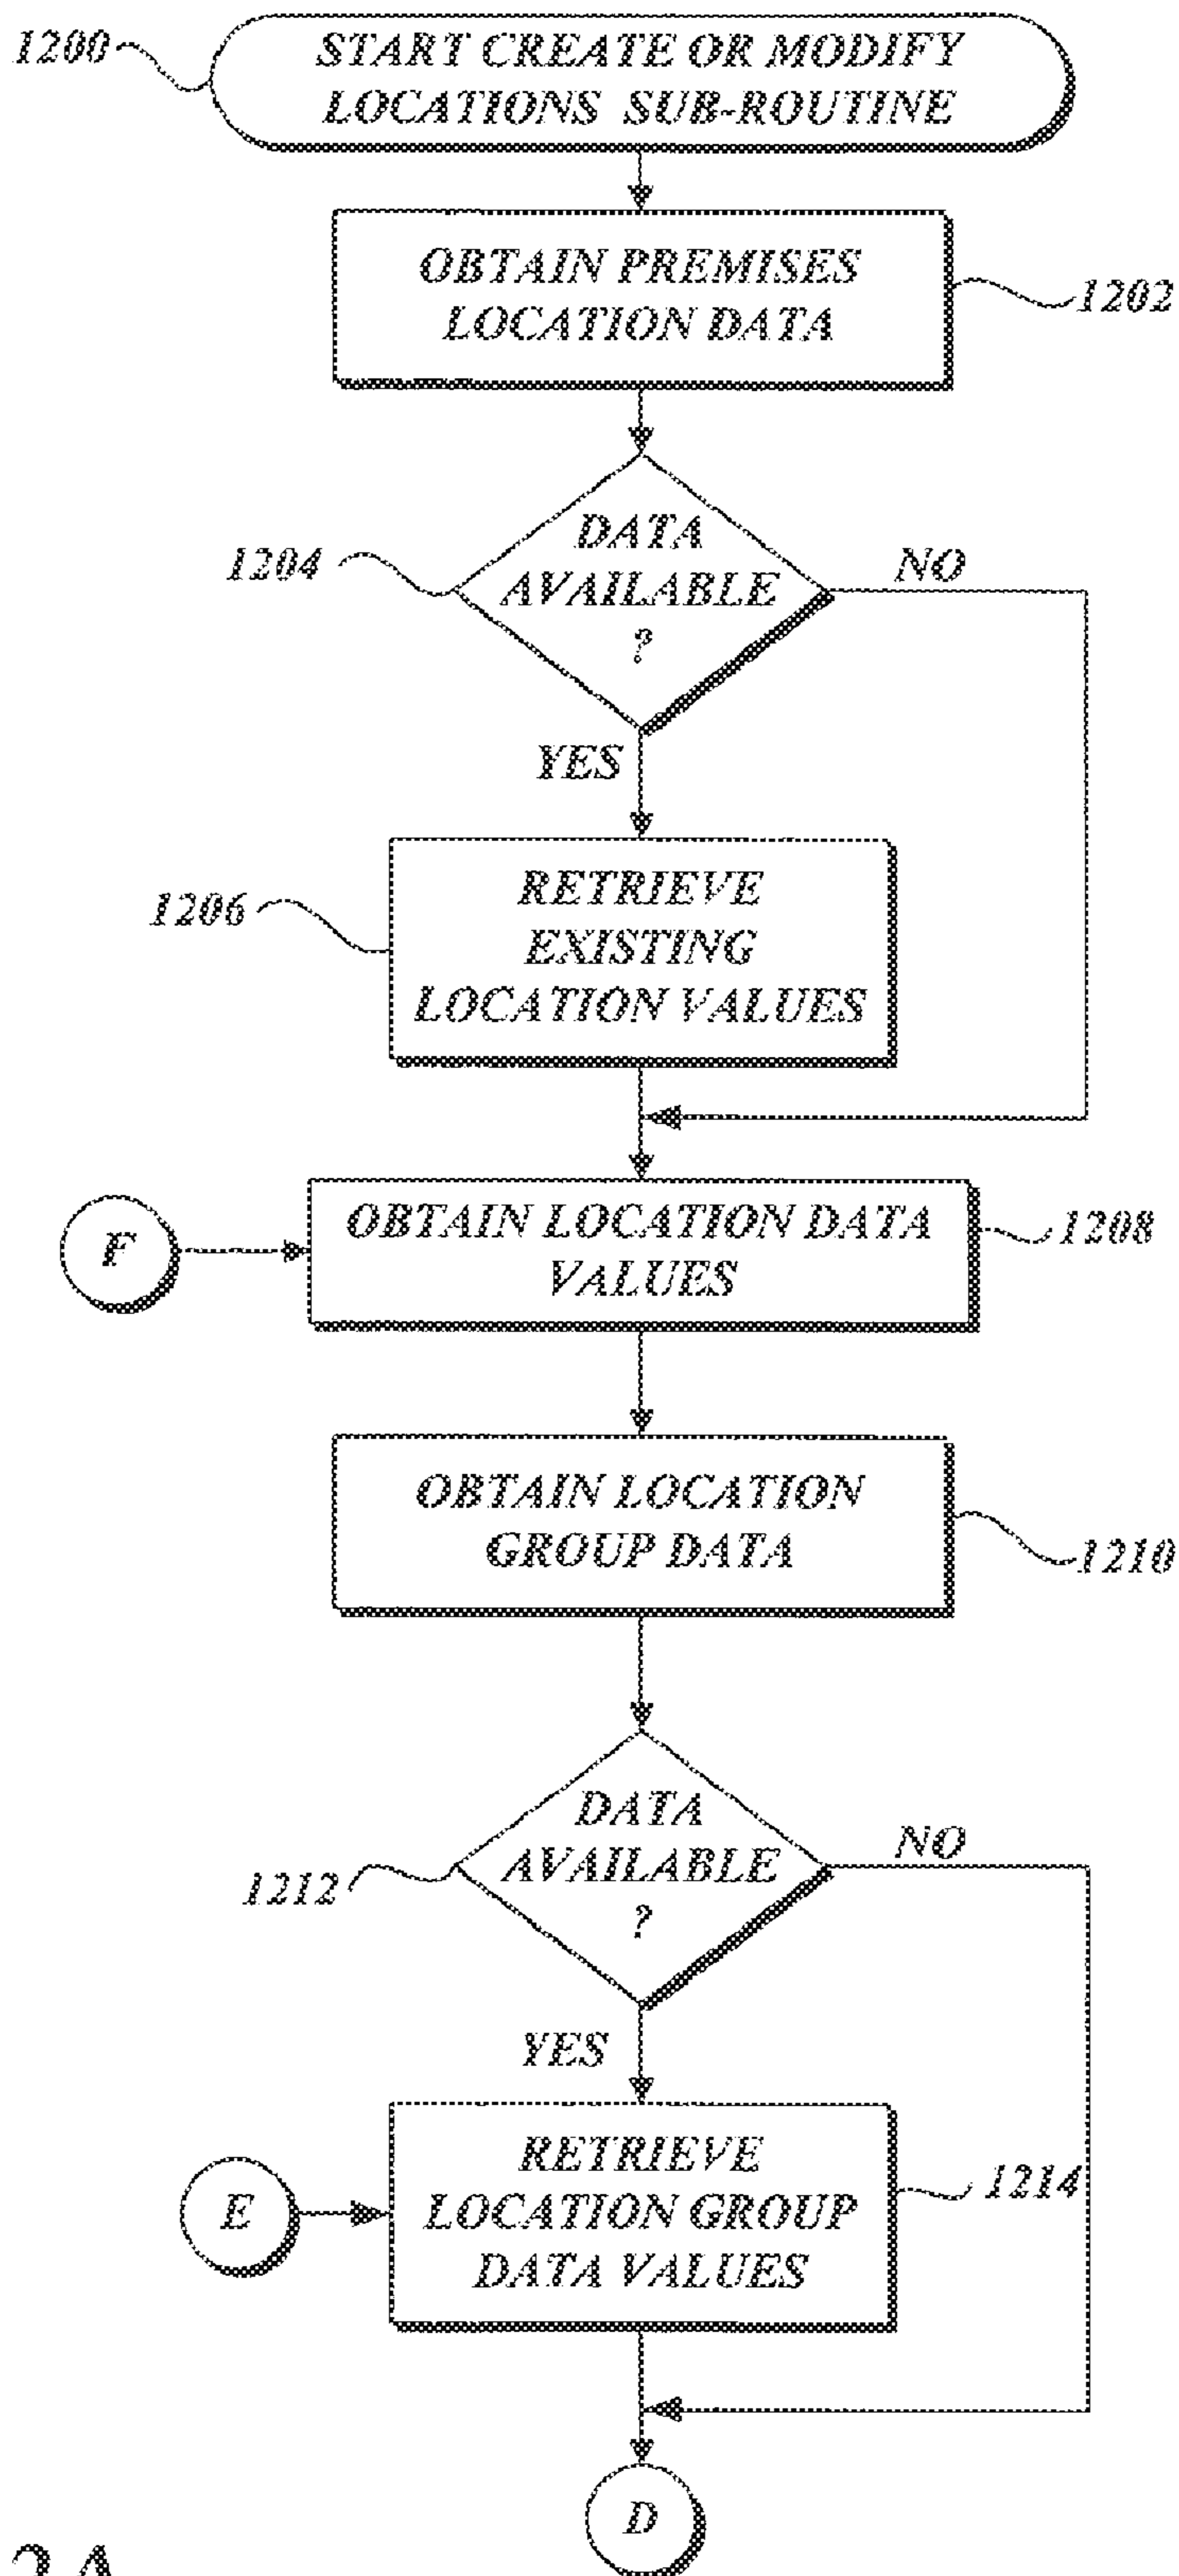 1200
START CREATE OR MODIFY
LOCATIONS SUB-ROUTINE
OBTAIN PREMISES
LOCATION DATA
1202
DATA
AVAILABLE
?
1204
NO
YES
RETRIEVE
EXISTING
LOCATION VALUES
1206
F
OBTAIN LOCATION DATA
VALUES
1208
OBTAIN LOCATION
GROUP DATA
1210
DATA
AVAILABLE
?
1212
NO
YES
RETRIEVE
LOCATION GROUP
DATA VALUES
1214
E
D
2A